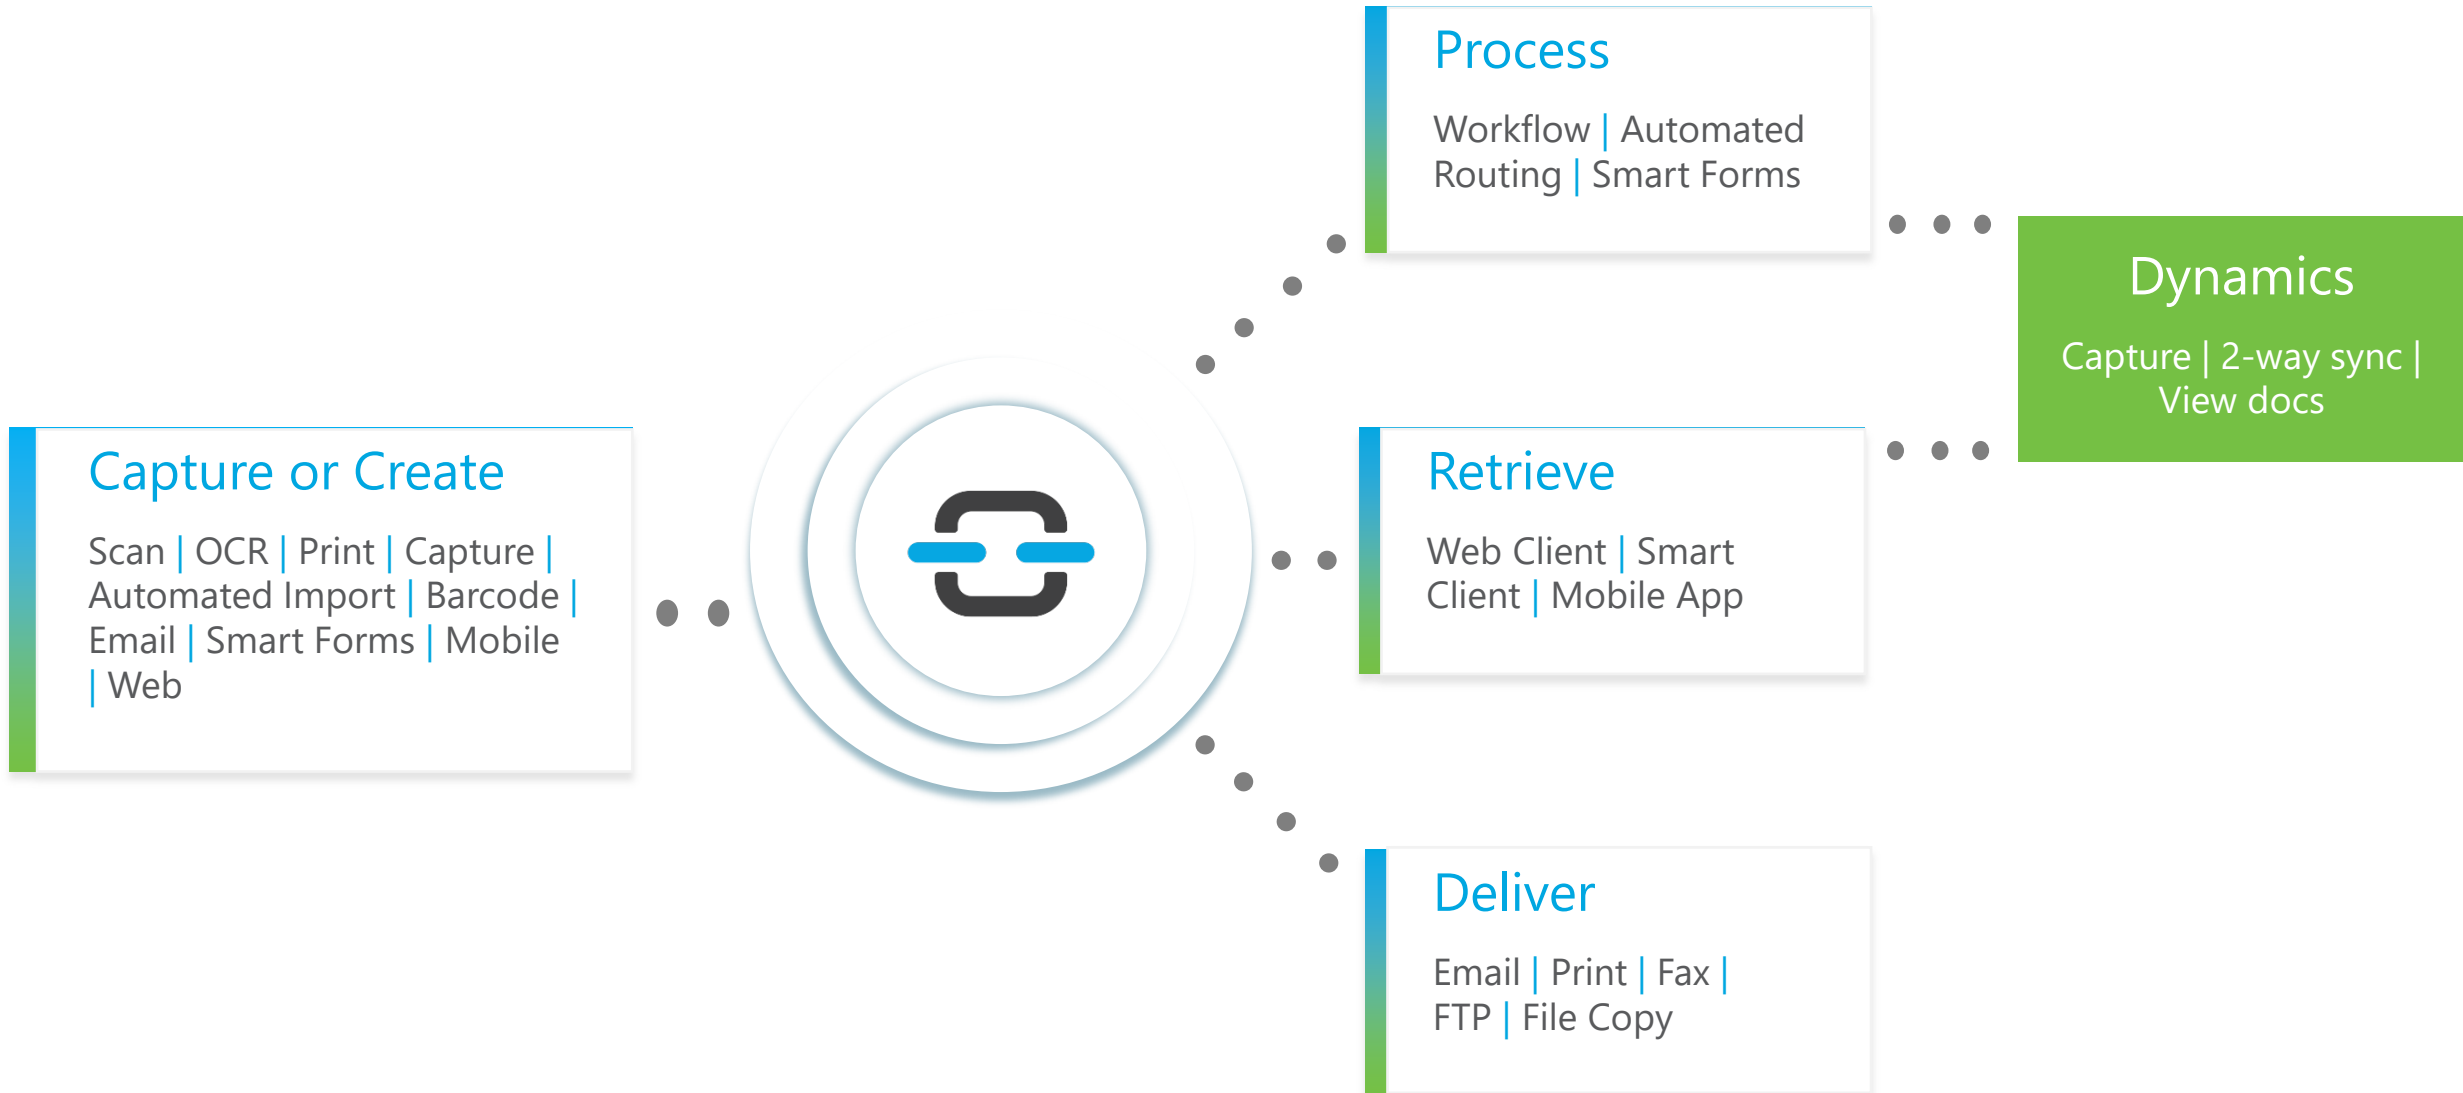 Process
Workflow | Automated
Routing | Smart Forms
Dynamics
Capture | 2-way sync |
View docs
Capture or Create
Scan | OCR | Print | Capture |
Automated Import | Barcode |
Email | Smart Forms | Mobile
| Web
Retrieve
Web Client | Smart
Client | Mobile App
Deliver
Email | Print | Fax |
FTP | File Copy